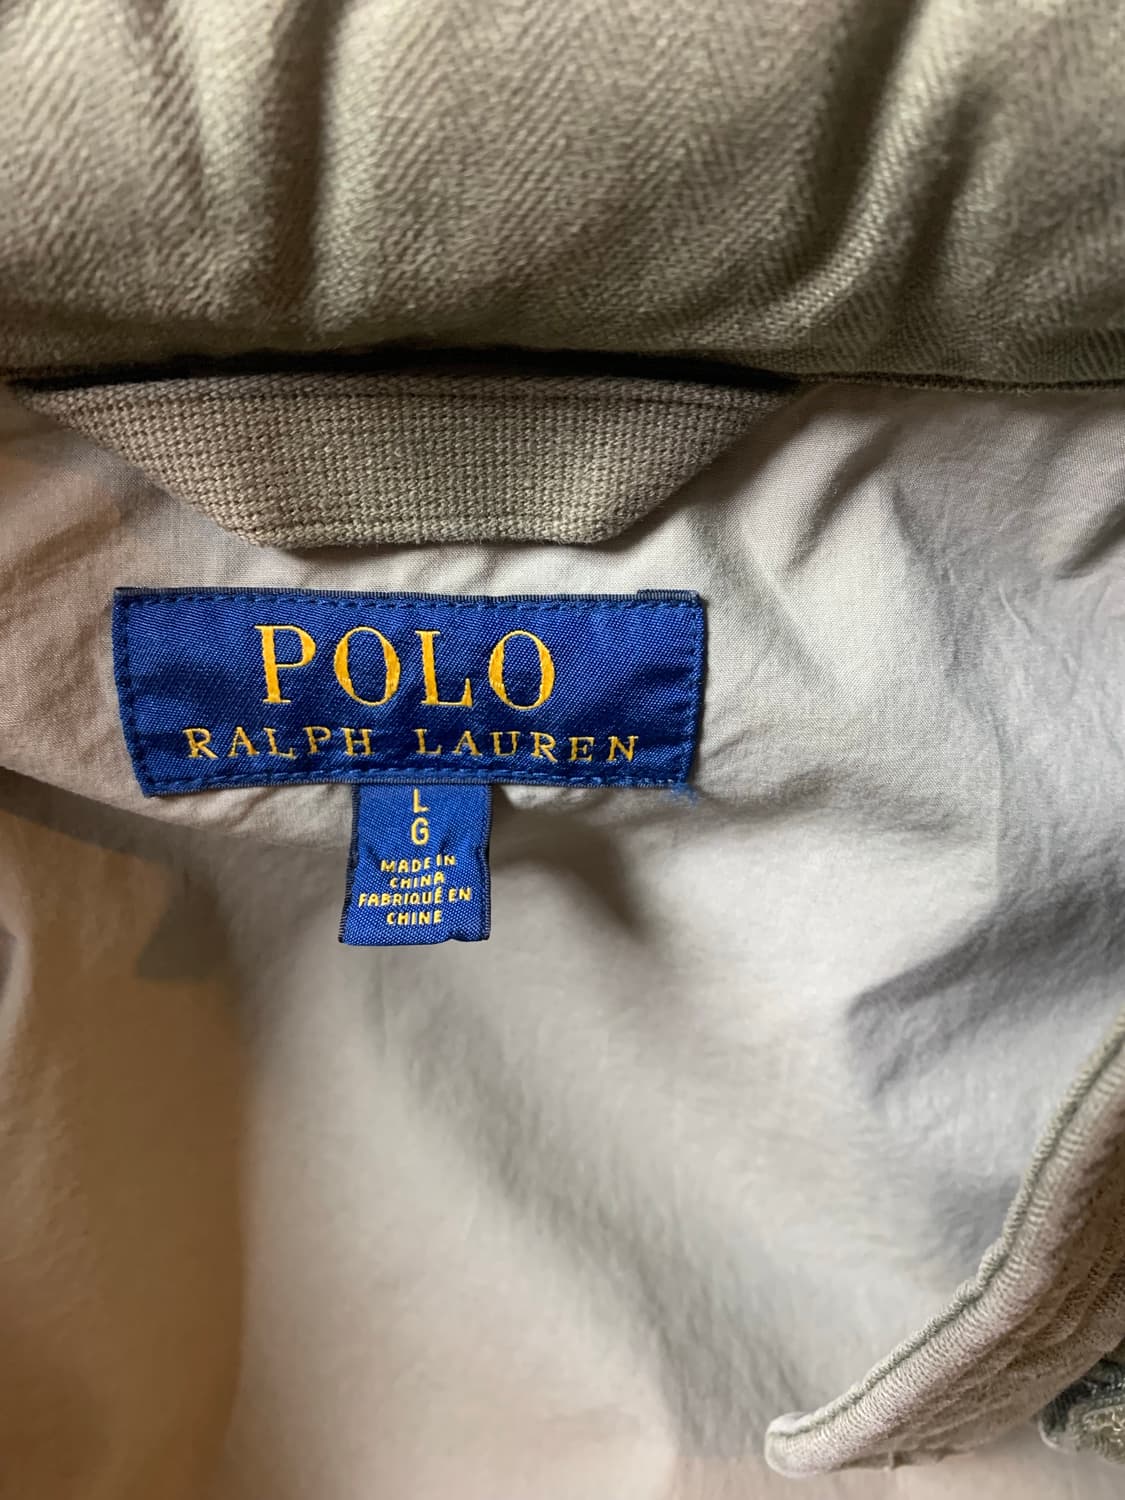 POLO
RALPH LAUREN
L
G
MADE IN
CHINA
FABRIQUÉ EN
CHINE